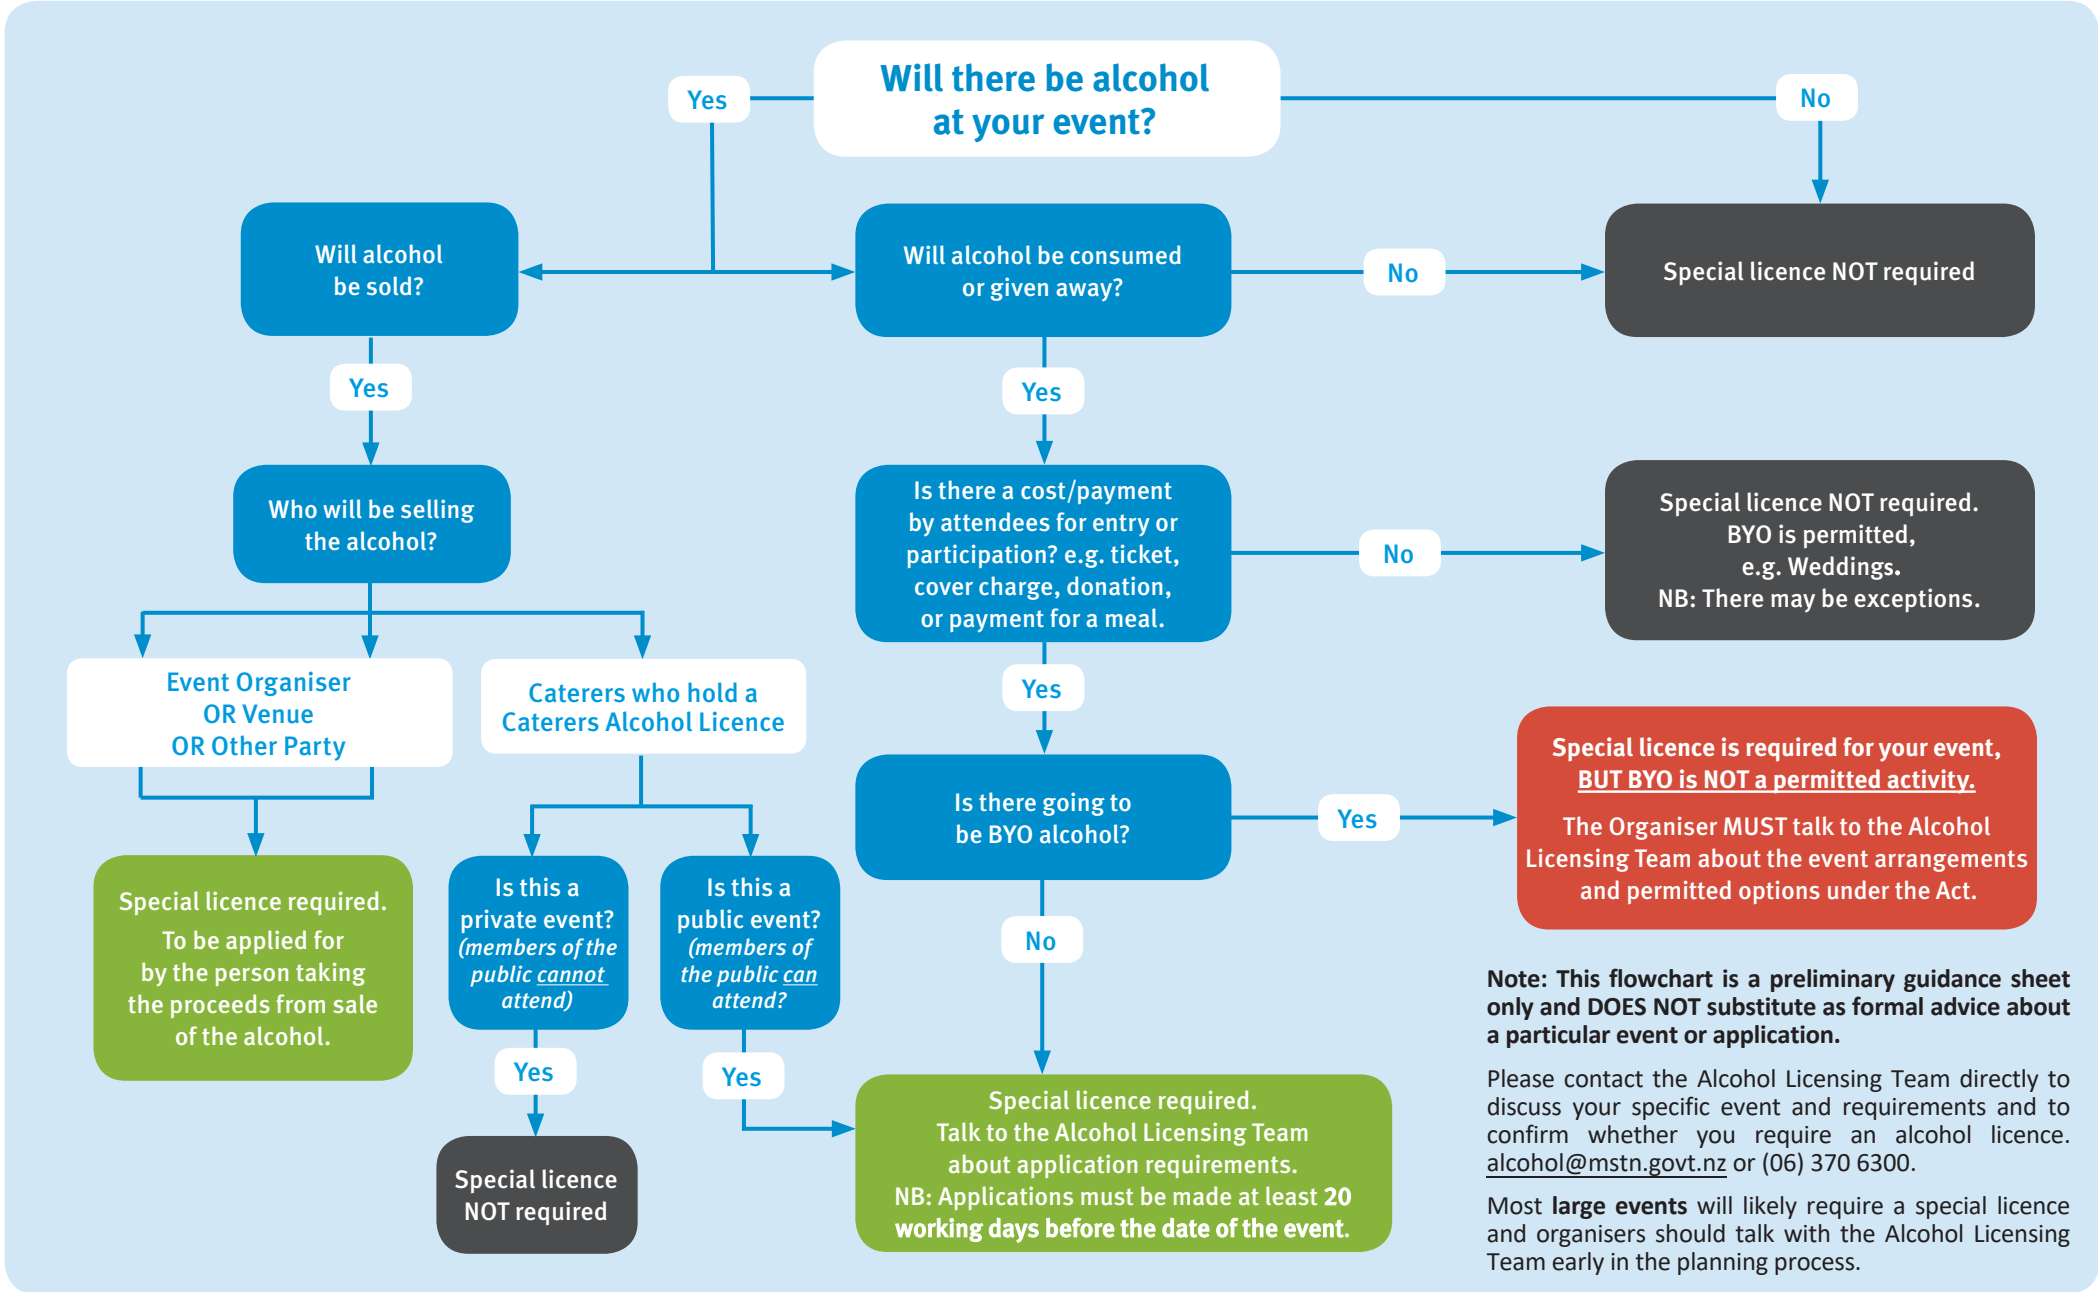 Will there be alcohol
at your event?
Yes
No
Will alcohol
be sold?
Will alcohol be consumed
or given away?
No
Special licence NOT required
Yes
Yes
Who will be selling
the alcohol?
Is there a cost/payment
by attendees for entry or
participation? e.g. ticket,
cover charge, donation,
or payment for a meal.
No
Special licence NOT required.
BYO is permitted,
e.g. Weddings.
NB: There may be exceptions.
Event Organiser
OR Venue
OR Other Party
Caterers who hold a
Caterers Alcohol Licence
Yes
Is there going to
be BYO alcohol?
Yes
Special licence is required for your event,
BUT BYO is NOT a permitted activity.
The Organiser MUST talk to the Alcohol
Licensing Team about the event arrangements
and permitted options under the Act.
Special licence required.
To be applied for
by the person taking
the proceeds from sale
of the alcohol.
Is this a
private event?
(members of the
public cannot
attend)
Is this a
public event?
(members of
the public can
attend?
No
Yes
Yes
Special licence
NOT required
Special licence required.
Talk to the Alcohol Licensing Team
about application requirements.
NB: Applications must be made at least 20
working days before the date of the event.
Note: This flowchart is a preliminary guidance sheet
only and DOES NOT substitute as formal advice about
a particular event or application.
Please contact the Alcohol Licensing Team directly to
discuss your specific event and requirements and to
confirm whether you require an alcohol licence.
alcohol@mstn.govt.nz or (06) 370 6300.
Most large events will likely require a special licence
and organisers should talk with the Alcohol Licensing
Team early in the planning process.